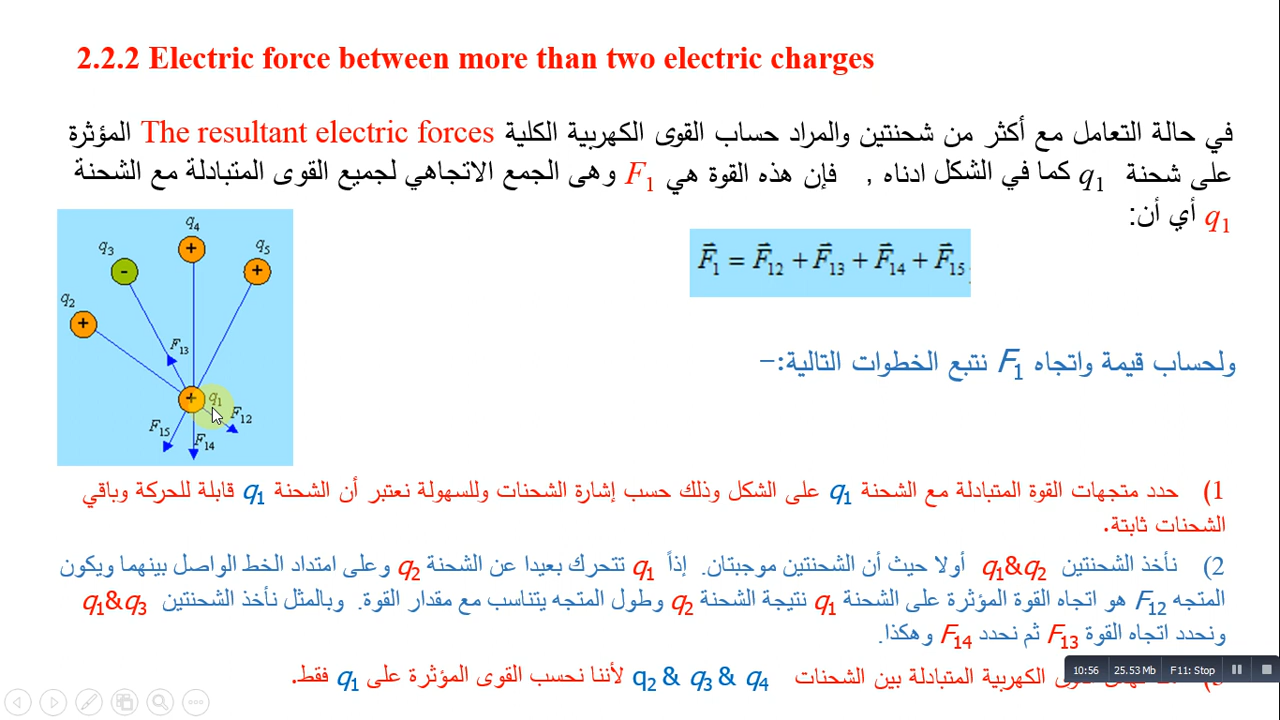 2.2.2 Electric force between more than two electric charges
في حالة التعامل مع أكثر من شحنتين والمراد حساب القوى الكهربية الكلية The resultant electric forces المؤثرة
على شحنة q1 كما في الشكل ادناه , فإن هذه القوة هي F1 وهى الجمع الاتجاهي لجميع القوى المتبادلة مع الشحنة
q1 أي أن:
F1 = F12 + F13 + F14 + F15
q4
q3
q5
q2
F13
q1
F12
F15
F14
ولحساب قيمة واتجاه F1 نتبع الخطوات التالية:-
1) حدد متجهات القوة المتبادلة مع الشحنة q1 على الشكل وذلك حسب إشارة الشحنات وللسهولة نعتبر أن الشحنة q1 قابلة للحركة وباقي
الشحنات ثابتة.
2) نأخذ الشحنتين q1&q2 أولا حيث أن الشحنتين موجبتان. إذاً q1 تتحرك بعيدا عن الشحنة q2 وعلى امتداد الخط الواصل بينهما ويكون
المتجه F12 هو اتجاه القوة المؤثرة على الشحنة q1 نتيجة الشحنة q2 وطول المتجه يتناسب مع مقدار القوة. وبالمثل نأخذ الشحنتين q1&q3
ونحدد اتجاه القوة F13 ثم نحدد F14 وهكذا.
الكهربية المتبادلة بين الشحنات q2 & q3 & q4 لأننا نحسب القوى المؤثرة على q1 فقط.
10:56 25.53 Mb F11: Stop